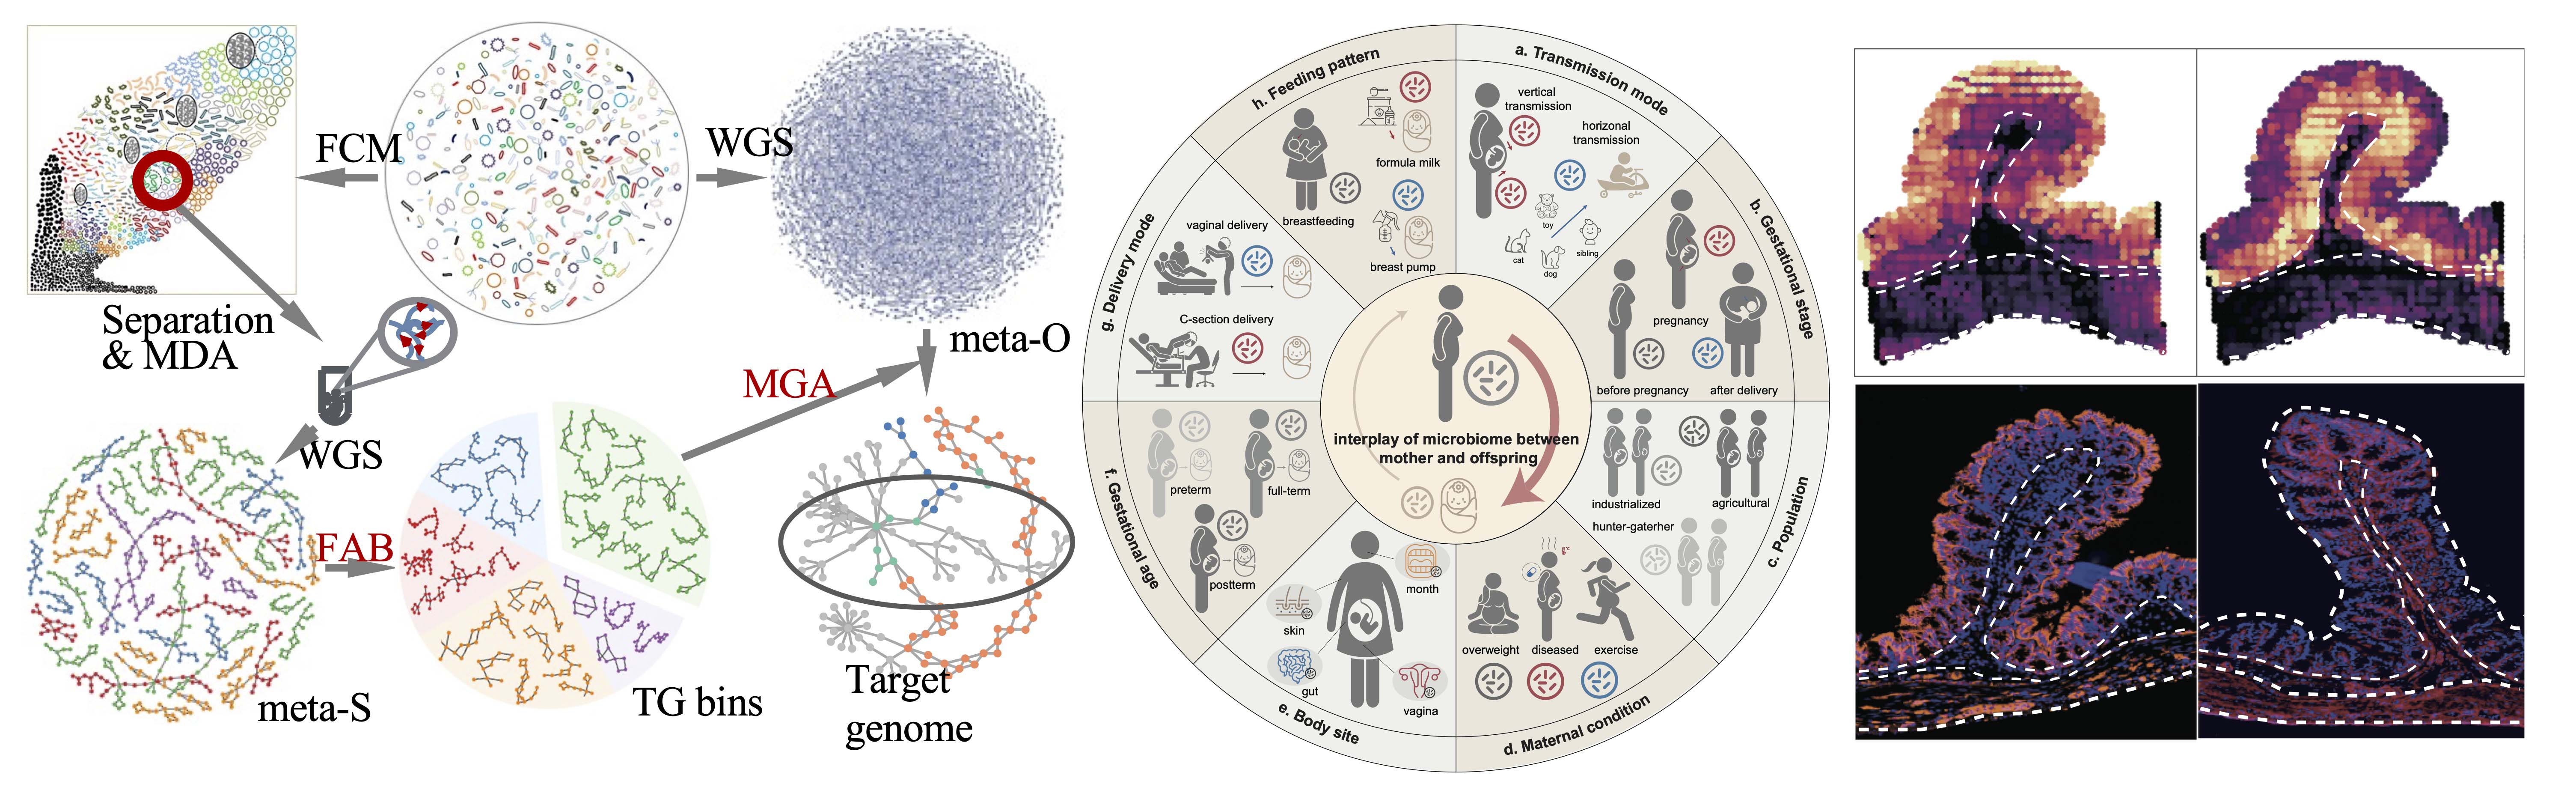 FCM
WGS
Separation
& MDA
meta-O
MGA
WGS
FAB
meta-S
TG bins
Target
genome
a. Transmission mode
vertical
transmission
horizonal
transmission
toy
cat
dog
sibling
b. Gestational stage
pregnancy
before pregnancy
after delivery
c. Population
industrialized
agricultural
hunter-gaterher
d. Maternal condition
0°C
overweight
diseased
exercise
e. Body site
month
skin
gut
vagina
f. Gestational age
preterm
full-term
postterm
g. Delivery mode
vaginal delivery
C-section delivery
h. Feeding pattern
formula milk
breastfeeding
breast pump
interplay of microbiome between
mother and offspring